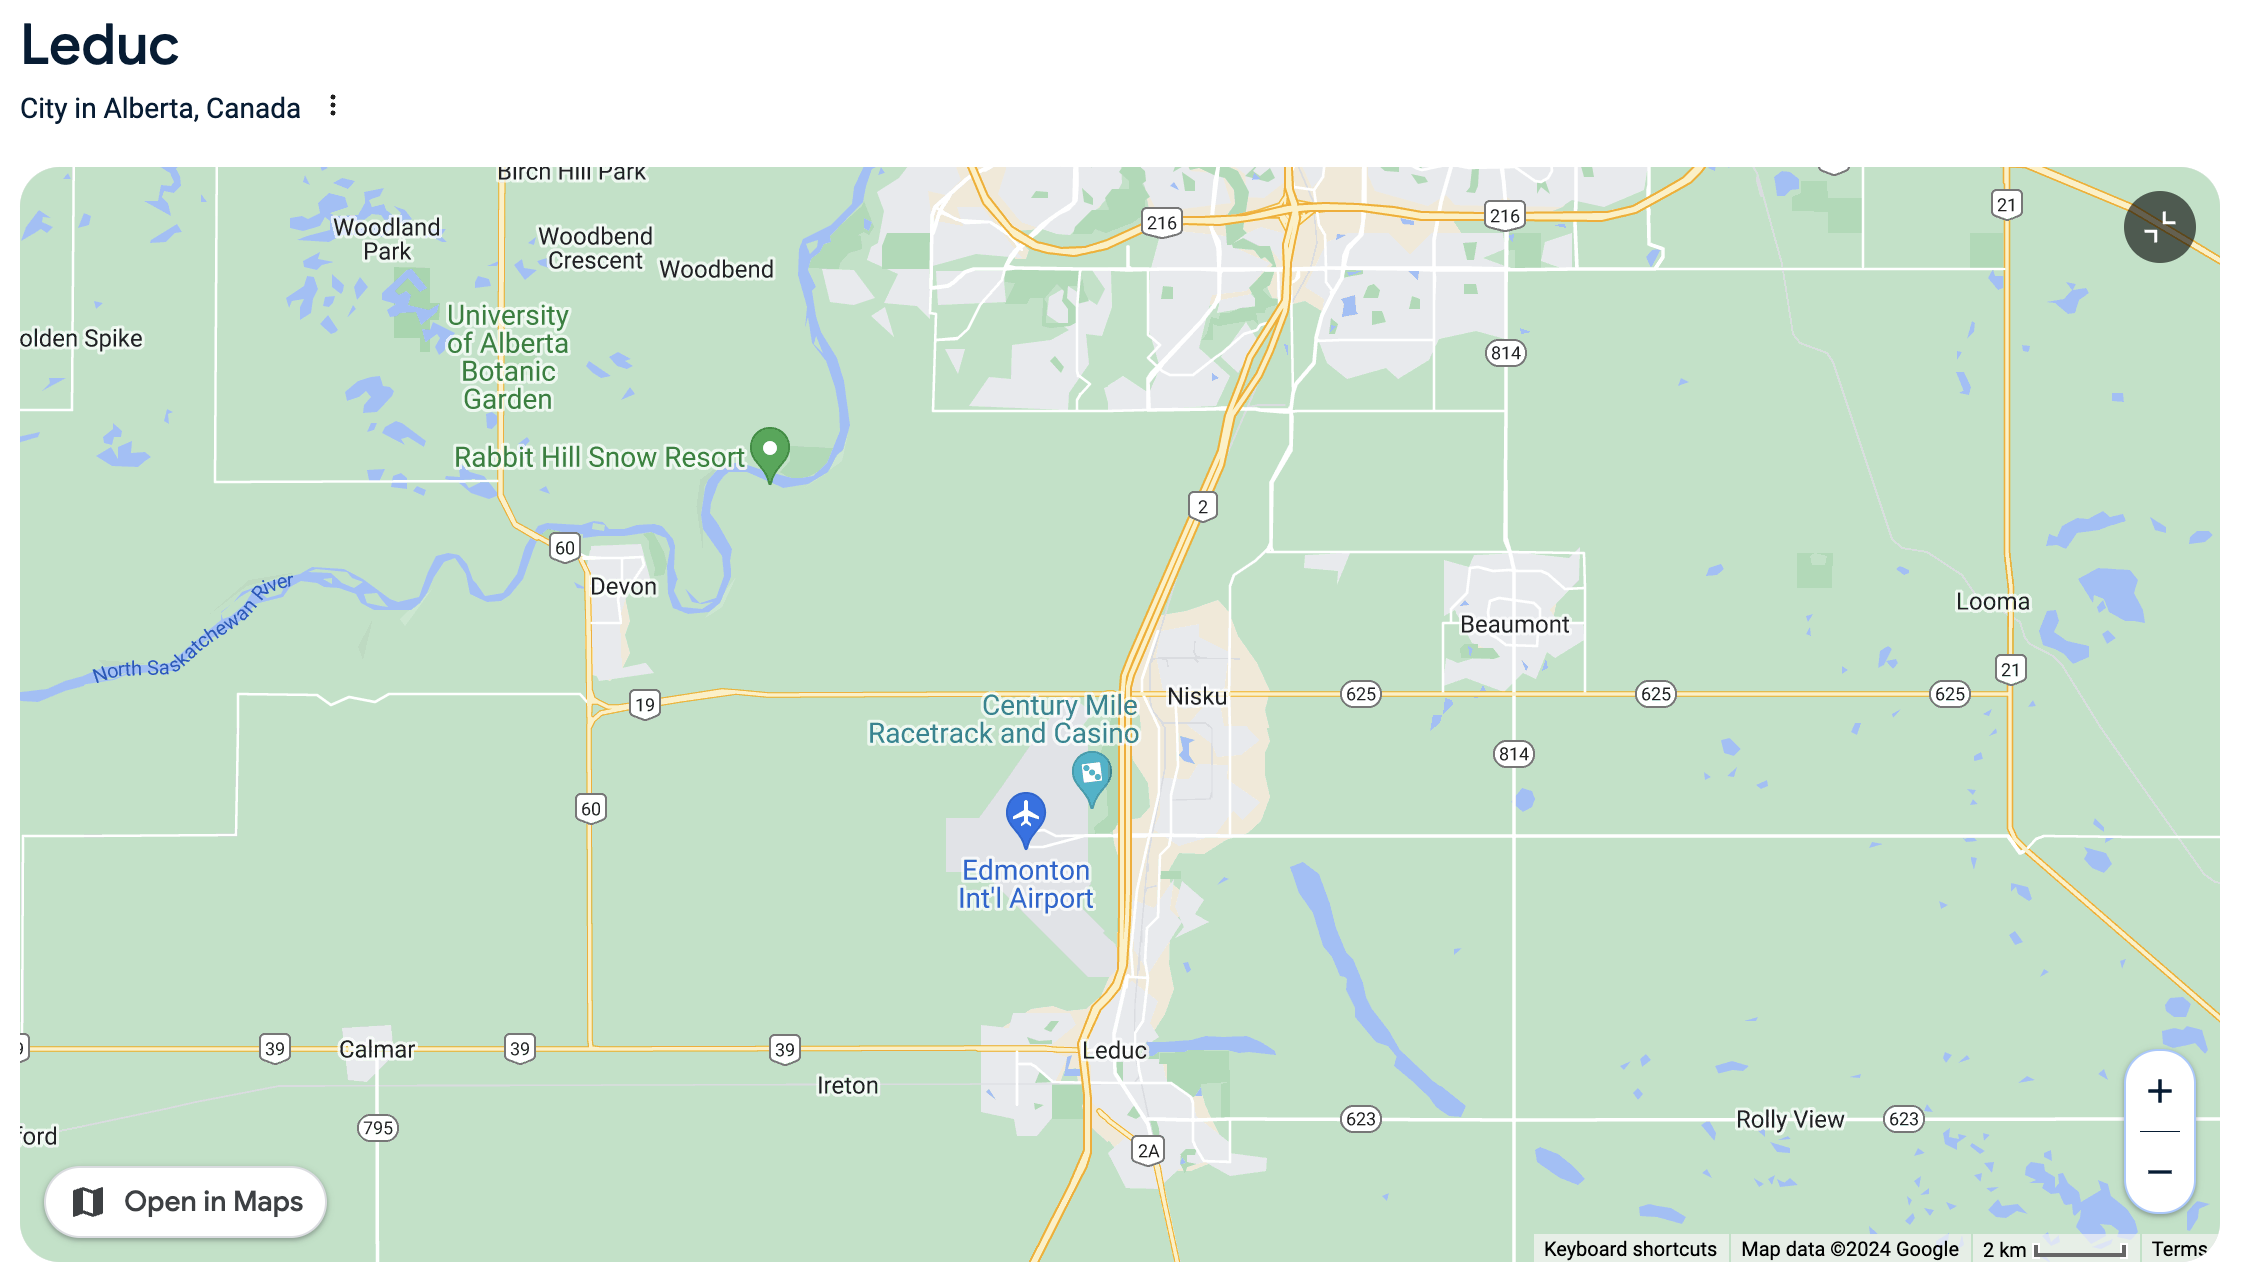 Leduc
City in Alberta, Canada
Birch Hill Park
Woodland
Park
Woodbend
Crescent
Woodbend
216
216
21
University
of Alberta
Botanic
Garden
olden Spike
814
Rabbit Hill Snow Resort
2
60
Devon
North Saskatchewan River
Beaumont
Looma
21
19
Century Mile
Racetrack and Casino
Nisku
625
625
625
814
60
Edmonton
Int'l Airport
9
39
Calmar
39
39
Leduc
Ireton
ford
795
2A
623
Rolly View
623
+
−
Open in Maps
Keyboard shortcuts
Map data ©2024 Google
2 km
Terms